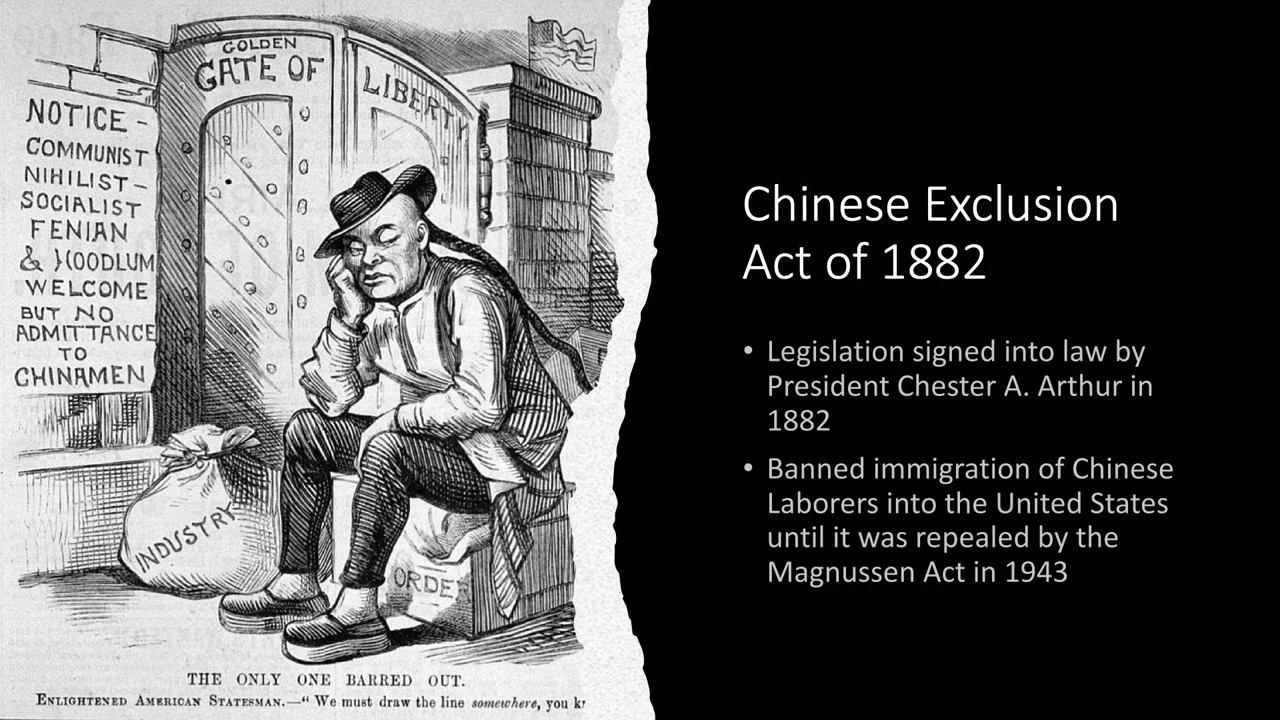 GOLDEN
GATE OF
LIBERTY
NOTICE -
COMMUNIST
NIHILIST -
SOCIALIST
FENIAN
& HOODLUM
WELCOME
BUT NO
ADMITTANCE
TO
CHINAMEN
INDUSTRY
ORDER
THE ONLY ONE BARRED OUT.
ENLIGHTENED AMERICAN STATESMAN.—“ We must draw the line somewhere, you
Chinese Exclusion
Act of 1882
• Legislation signed into law by
President Chester A. Arthur in
1882
• Banned immigration of Chinese
Laborers into the United States
until it was repealed by the
Magnussen Act in 1943